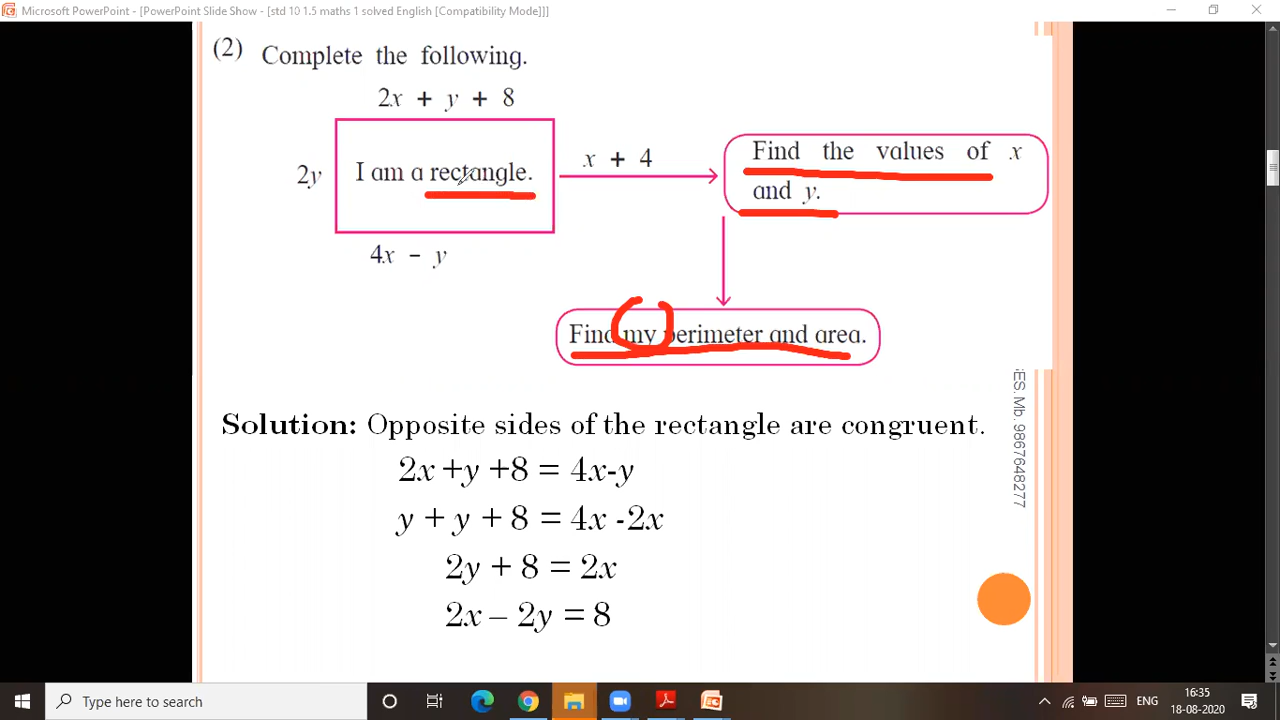 Microsoft PowerPoint - [PowerPoint Slide Show - [std 10 1.5 maths 1 solved English [Compatibility Mode]]]
(2) Complete the following.
2x + y + 8
2y
I am a rectangle.
x + 4
4x - y
Find the values of x
and y.
Find my perimeter and area.
Solution: Opposite sides of the rectangle are congruent.
2x +y +8 = 4x-y
y + y + 8 = 4x -2x
2y + 8 = 2x
2x – 2y = 8
ES. Mb. 9867648277
Type here to search
ENG
16:35
18-08-2020